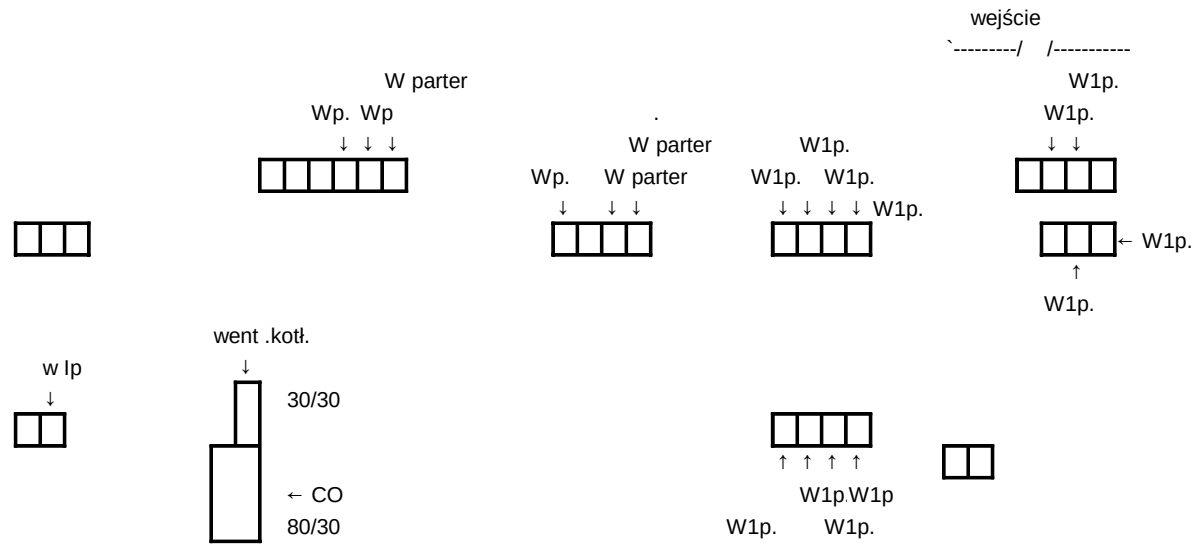 wejście
`---------/ /-----------
W parter W1p.
Wp. Wp . W1p.
↓ ↓ ↓ W parter W1p. ↓ ↓
Wp. W parter W1p. W1p.
↓ ↓ ↓ ↓ ↓ ↓ ↓ W1p.
← W1p.
↑
W1p.
went .kotł.
w Ip ↓
↓ 30/30
↑ ↑ ↑ ↑
← CO W1p.W1p
80/30 W1p. W1p.